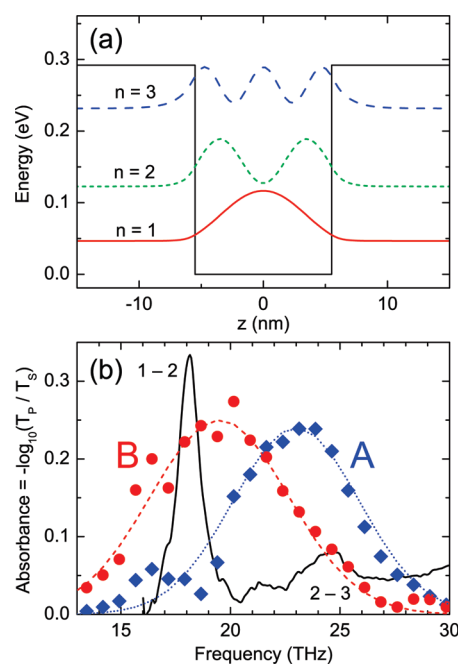 (a)
0.3
n = 3
0.2
n = 2
0.1
n = 1
0.0
Energy (eV)
-10
0
10
z (nm)
(b)
1 – 2
0.3
B
A
0.2
0.1
2 – 3
0.0
Absorbance = -log10(TP / TS)
15
20
25
30
Frequency (THz)